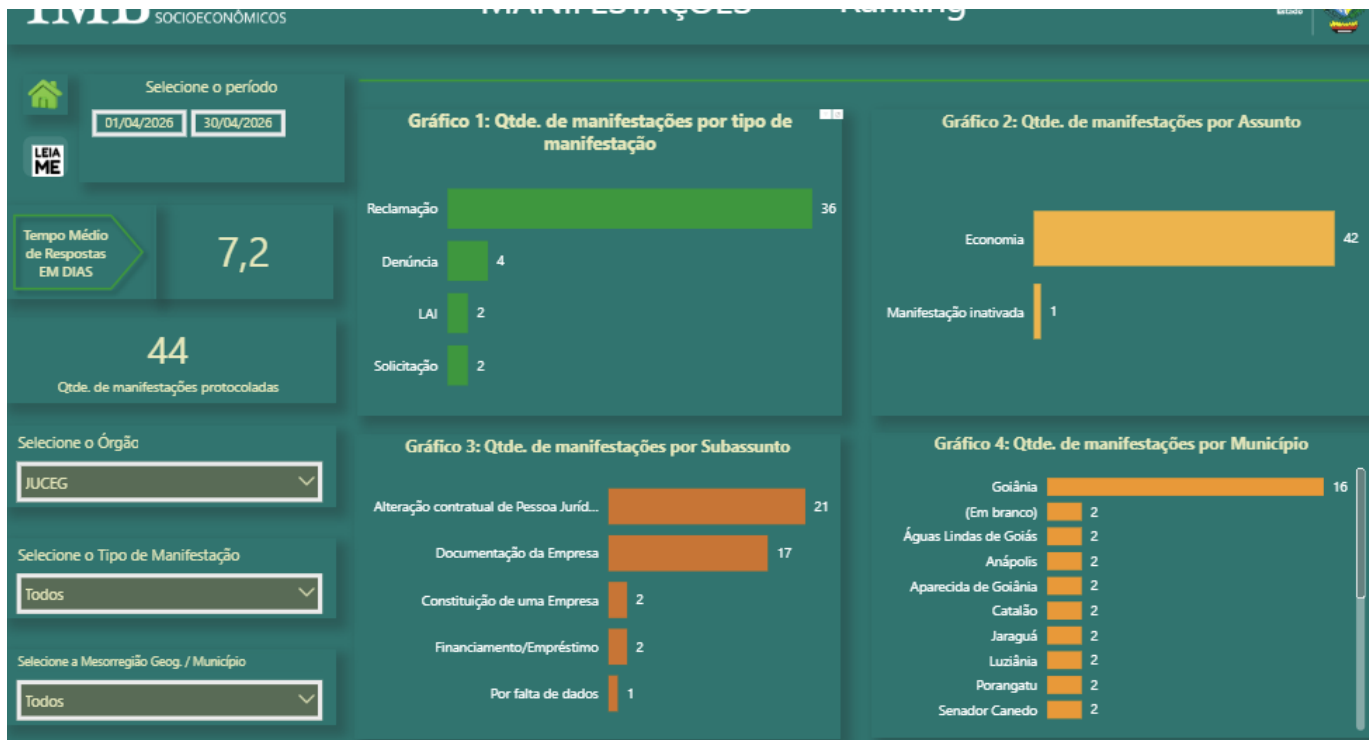 IMB SOCIOECONÔMICOS
MANIFESTAÇÕES
Ranking
Estado
Selecione o período
01/04/2026 30/04/2026
LEIA
ME
Tempo Médio
de Respostas
EM DIAS
7,2
44
Qtde. de manifestações protocoladas
Selecione o Órgão
JUCEG
Selecione o Tipo de Manifestação
Todos
Selecione a Mesorregião Geog. / Município
Todos
Gráfico 1: Qtde. de manifestações por tipo de
manifestação
Reclamação 36
Denúncia 4
LAI 2
Solicitação 2
Gráfico 2: Qtde. de manifestações por Assunto
Economia 42
Manifestação inativada 1
Gráfico 3: Qtde. de manifestações por Subassunto
Alteração contratual de Pessoa Juríd... 21
Documentação da Empresa 17
Constituição de uma Empresa 2
Financiamento/Empréstimo 2
Por falta de dados 1
Gráfico 4: Qtde. de manifestações por Município
Goiânia 16
(Em branco) 2
Águas Lindas de Goiás 2
Anápolis 2
Aparecida de Goiânia 2
Catalão 2
Jaraguá 2
Luziânia 2
Porangatu 2
Senador Canedo 2